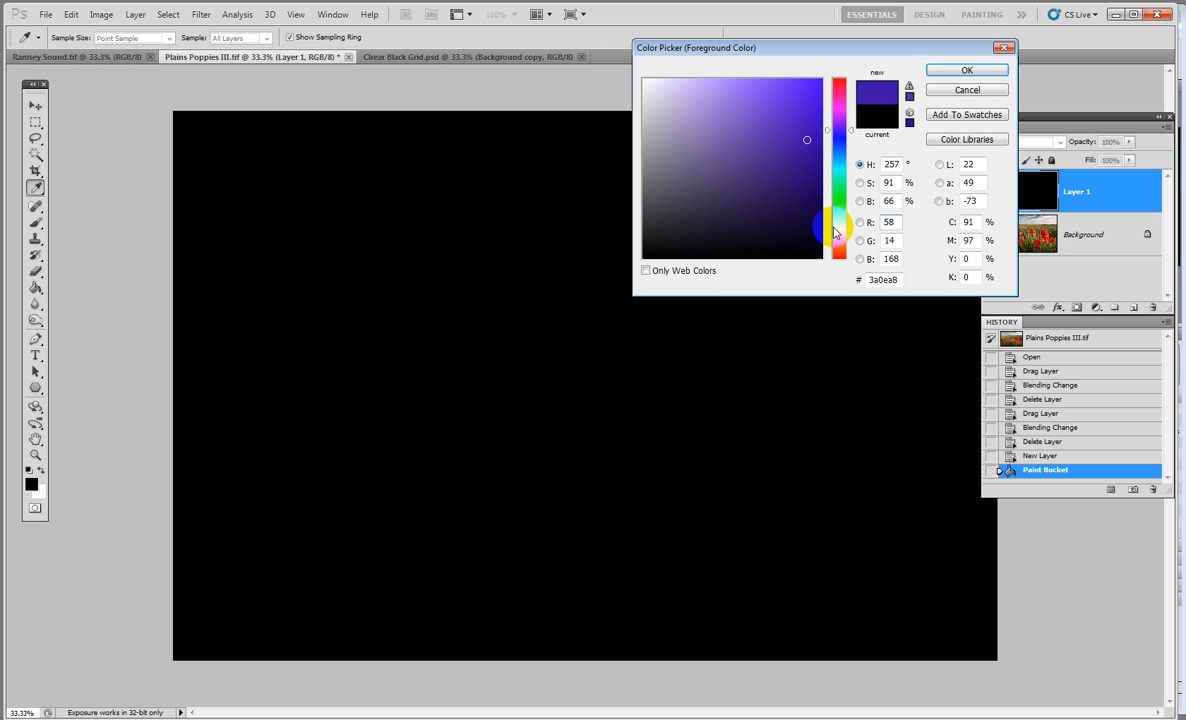 Ps File Edit Image Layer Select Filter Analysis 3D View Window Help Br Mb 100% ESSENTIALS DESIGN PAINTING CS Live
Sample Size: Point Sample Sample: All Layers Show Sampling Ring
Ramsey Sound.tif @ 33.3% (RGB/8) Plains Poppies III.tif @ 33.3% (Layer 1, RGB/8) * Clear Black Grid.psd @ 33.3% (Background copy, RGB/8)
Color Picker (Foreground Color)
new
current
OK
Cancel
Add To Swatches
Color Libraries
H: 257 °
S: 91 %
B: 66 %
R: 58
G: 14
B: 168
# 3a0ea8
L: 22
a: 49
b: -73
C: 91 %
M: 97 %
Y: 0 %
K: 0 %
Only Web Colors
Opacity: 100%
Fill: 100%
Layer 1
Background
fx
HISTORY
Plains Poppies III.tif
Open
Drag Layer
Blending Change
Delete Layer
Drag Layer
Blending Change
Delete Layer
New Layer
Paint Bucket
T
33.33% Exposure works in 32-bit only